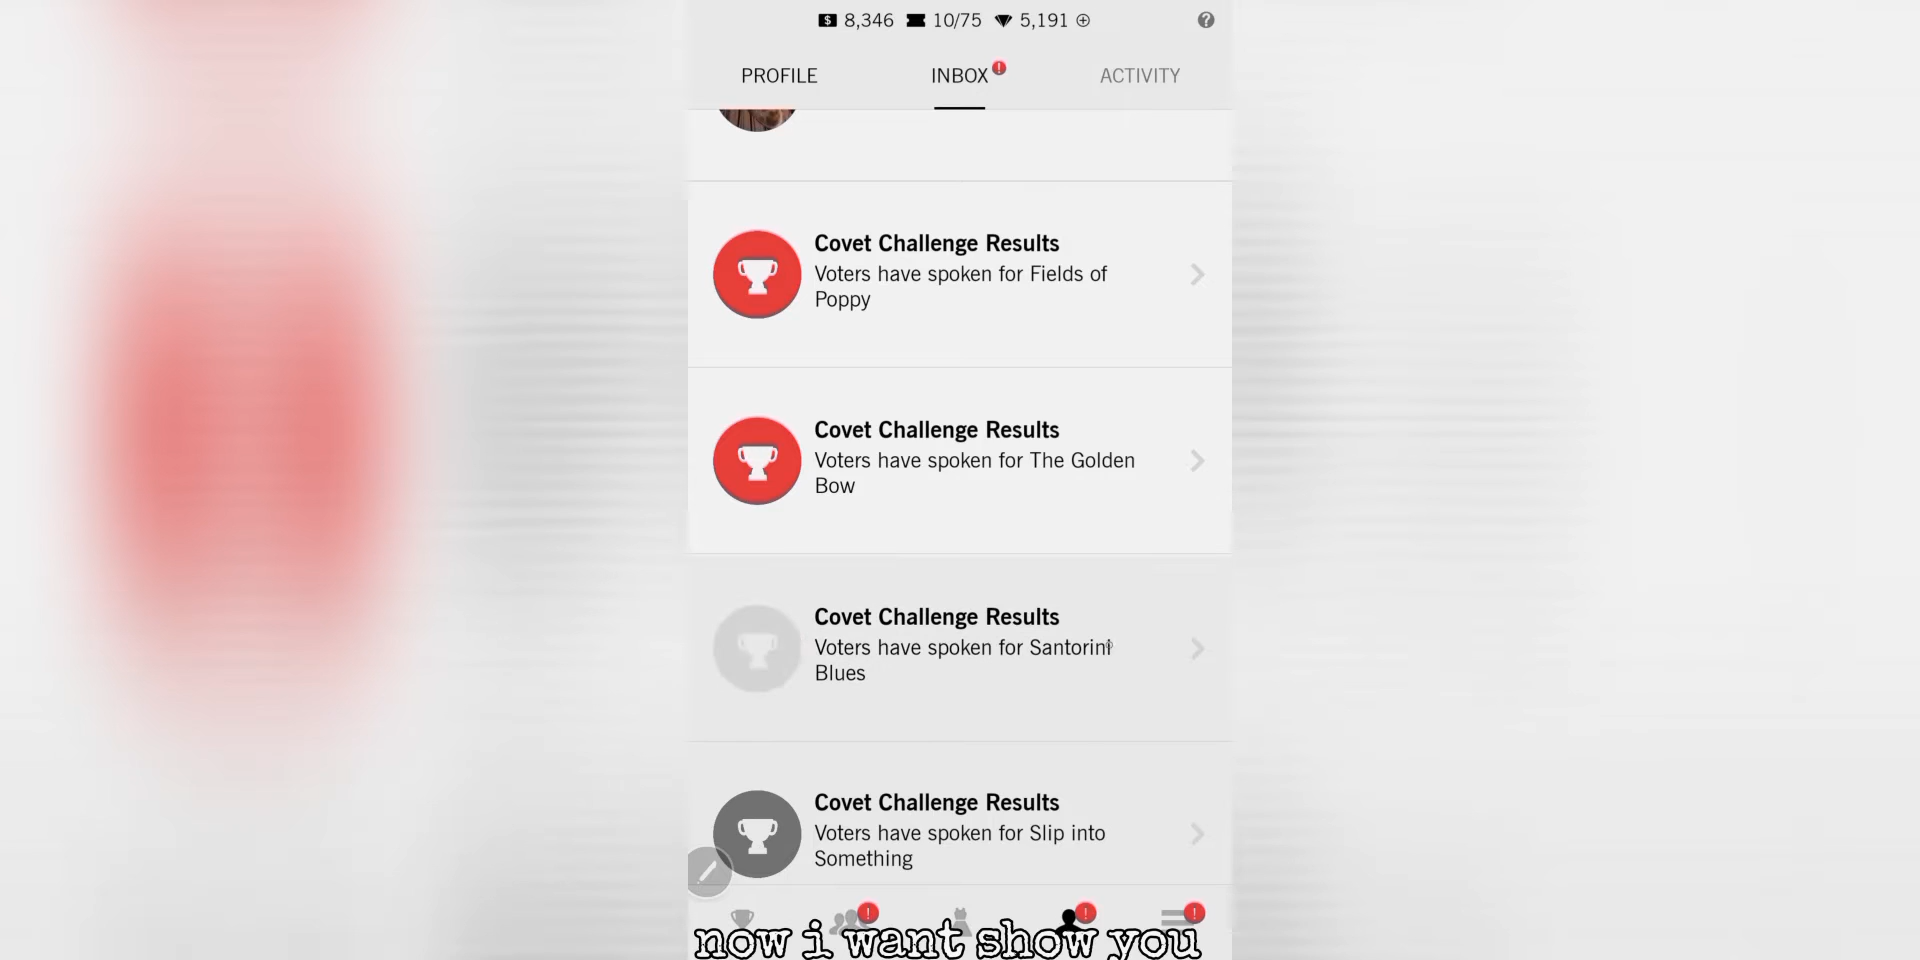 8,346 10/75 5,191
PROFILE INBOX ACTIVITY
Covet Challenge Results
Voters have spoken for Fields of
Poppy
Covet Challenge Results
Voters have spoken for The Golden
Bow
Covet Challenge Results
Voters have spoken for Santorini
Blues
Covet Challenge Results
Voters have spoken for Slip into
Something
now i want show you